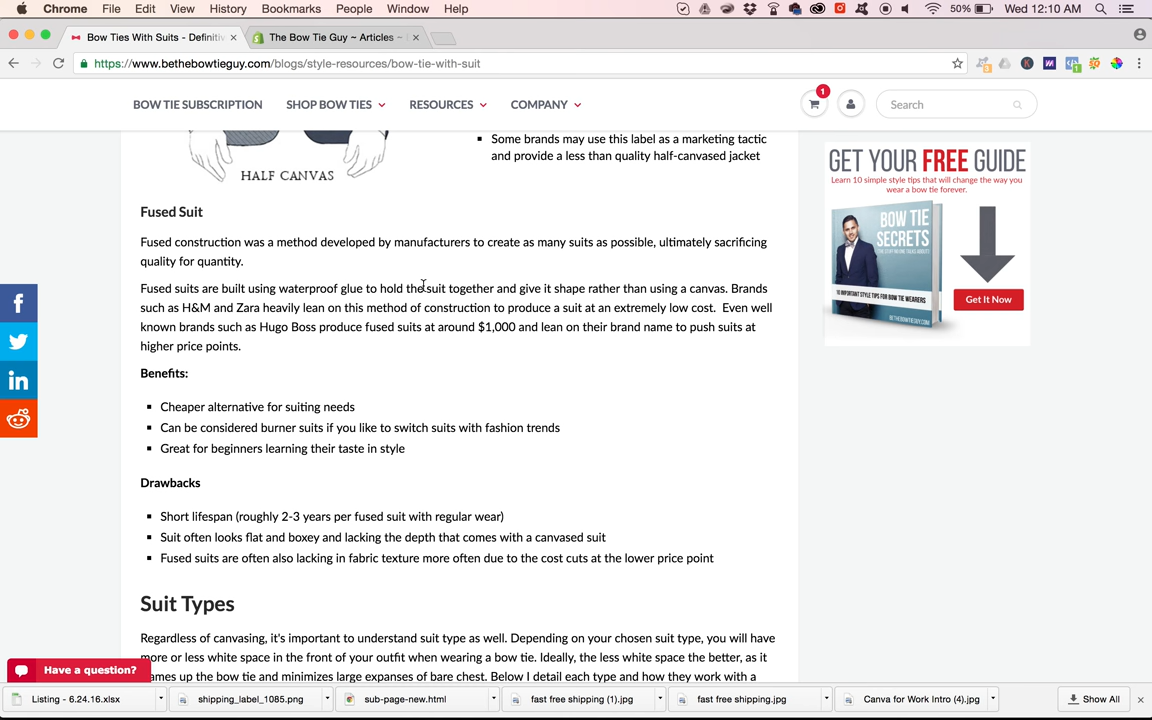 Chrome File Edit View History Bookmarks People Window Help 50% Wed 12:10 AM
Bow Ties With Suits - Definitiv
The Bow Tie Guy ~ Articles ~
https://www.bethebowtieguy.com/blogs/style-resources/bow-tie-with-suit
BOW TIE SUBSCRIPTION SHOP BOW TIES RESOURCES COMPANY 1 Search
Some brands may use this label as a marketing tactic
and provide a less than quality half-canvased jacket
HALF CANVAS
GET YOUR FREE GUIDE
Learn 10 simple style tips that will change the way you
wear a bow tie forever.
BOW TIE
SECRETS
10 IMPORTANT STYLE TIPS FOR BOW TIE WEARERS
Get It Now
BETHEBOWTIEGUY.COM
Fused Suit
Fused construction was a method developed by manufacturers to create as many suits as possible, ultimately sacrificing
quality for quantity.
Fused suits are built using waterproof glue to hold the suit together and give it shape rather than using a canvas. Brands
such as H&M and Zara heavily lean on this method of construction to produce a suit at an extremely low cost. Even well
known brands such as Hugo Boss produce fused suits at around $1,000 and lean on their brand name to push suits at
higher price points.
Benefits:
Cheaper alternative for suiting needs
Can be considered burner suits if you like to switch suits with fashion trends
Great for beginners learning their taste in style
Drawbacks
Short lifespan (roughly 2-3 years per fused suit with regular wear)
Suit often looks flat and boxey and lacking the depth that comes with a canvased suit
Fused suits are often also lacking in fabric texture more often due to the cost cuts at the lower price point
Suit Types
Regardless of canvasing, it's important to understand suit type as well. Depending on your chosen suit type, you will have
more or less white space in the front of your outfit when wearing a bow tie. Ideally, the less white space the better, as it
ames up the bow tie and minimizes large expanses of bare chest. Below I detail each type and how they work with a
Have a question?
Listing - 6.24.16.xlsx shipping_label_1085.png sub-page-new.html fast free shipping (1).jpg fast free shipping.jpg Canva for Work Intro (4).jpg Show All